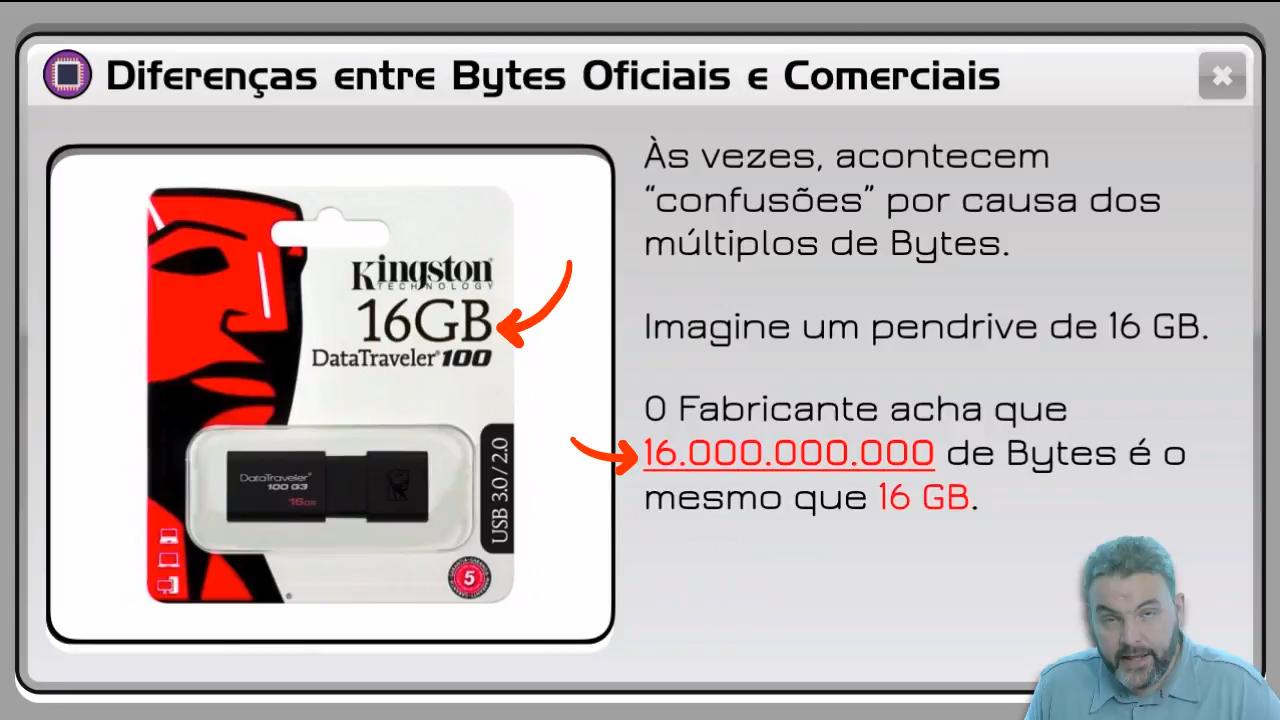 Diferenças entre Bytes Oficiais e Comerciais
Kingston
TECHNOLOGY
16GB
DataTraveler® 100
DataTraveler
100 G3
16GB
USB 3.0 / 2.0
5
Às vezes, acontecem
“confusões” por causa dos
múltiplos de Bytes.
Imagine um pendrive de 16 GB.
O Fabricante acha que
16.000.000.000 de Bytes é o
mesmo que 16 GB.